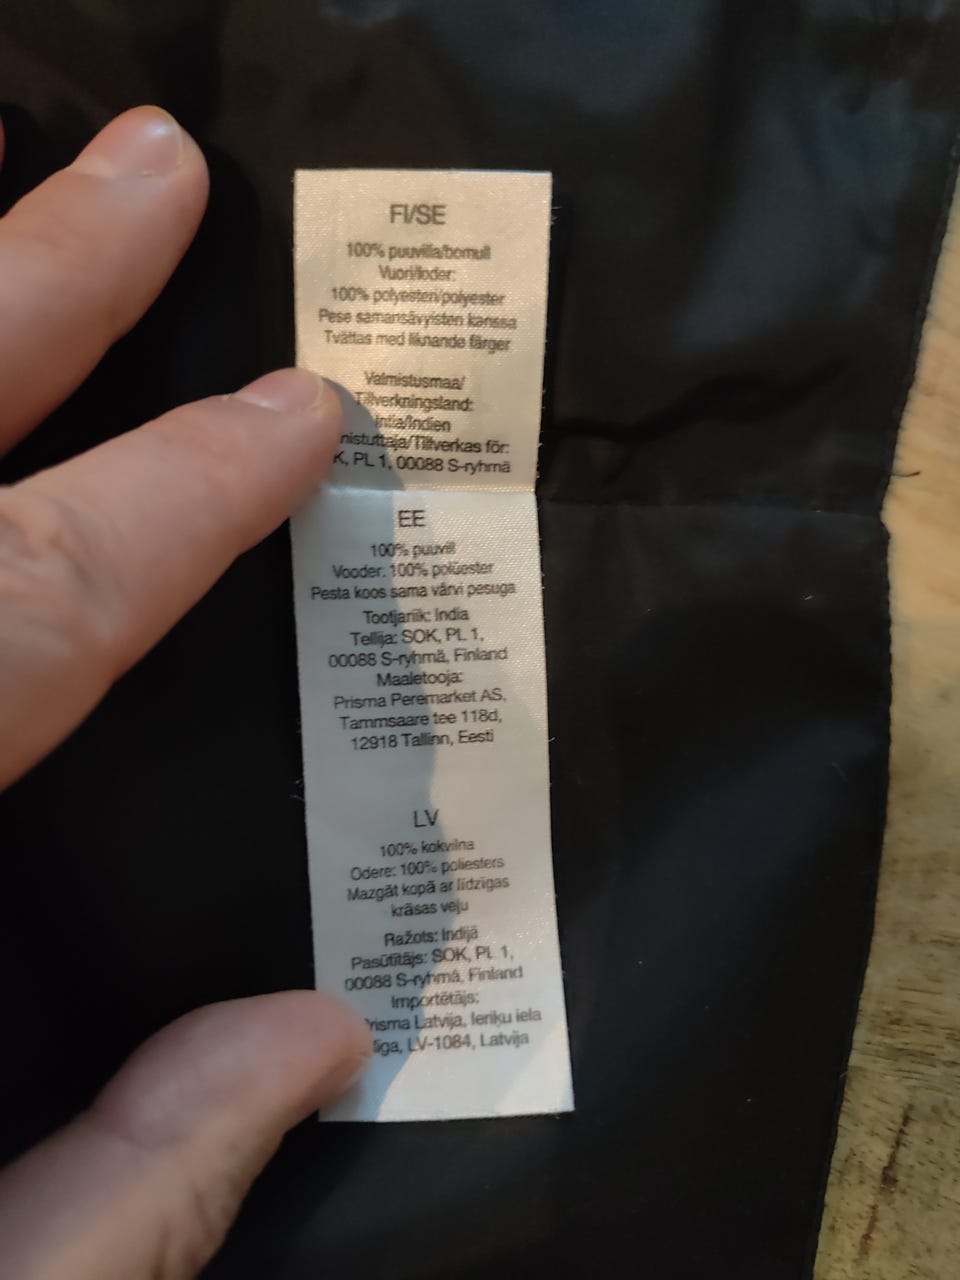 FI/SE
100% puuvilla/bomull
Vuori/foder:
100% polyesteri/polyester
Pese samansävyisten kanssa
Tvättas med liknande färger
Valmistusmaa/
Tillverkningsland:
Intia/Indien
nistuttaja/Tillverkas för:
K, PL 1, 00088 S-ryhmä
EE
100% puuvill
Vooder: 100% polüester
Pesta koos sama värvi pesuga
Tootjariik: India
Tellija: SOK, PL 1,
00088 S-ryhmä, Finland
Maaletooja:
Prisma Peremarket AS,
Tammsaare tee 118d,
12918 Tallinn, Eesti
LV
100% kokvilna
Odere: 100% poliesters
Mazgāt kopā ar līdzīgas
krāsas veļu
Ražots: Indijā
Pasūtītājs: SOK, PL 1,
00088 S-ryhmä, Finland
Importētājs:
Prisma Latvija, Ieriķu iela
īga, LV-1084, Latvija